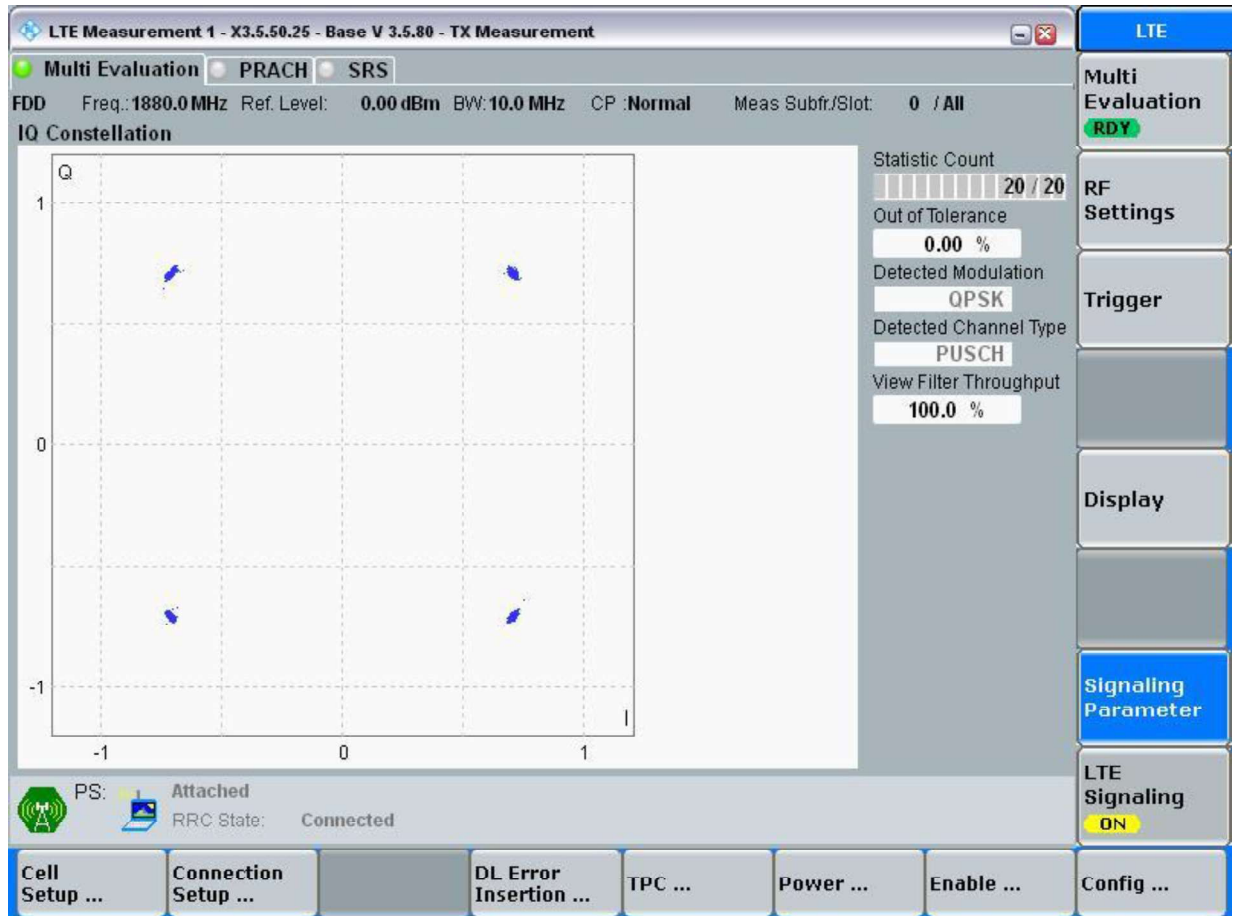 LTE Measurement 1 - X3.5.50.25 - Base V 3.5.80 - TX Measurement
LTE
Multi Evaluation PRACH SRS
FDD Freq.: 1880.0 MHz Ref. Level: 0.00 dBm BW: 10.0 MHz CP :Normal Meas Subfr./Slot: 0 / All
IQ Constellation
Q
1
0
-1
-1 0 1
I
Statistic Count
20 / 20
Out of Tolerance
0.00 %
Detected Modulation
QPSK
Detected Channel Type
PUSCH
View Filter Throughput
100.0 %
Multi
Evaluation
RDY
RF
Settings
Trigger
Display
Signaling
Parameter
LTE
Signaling
ON
PS: Attached
RRC State: Connected
Cell
Setup ...
Connection
Setup ...
DL Error
Insertion ...
TPC ...
Power ...
Enable ...
Config ...